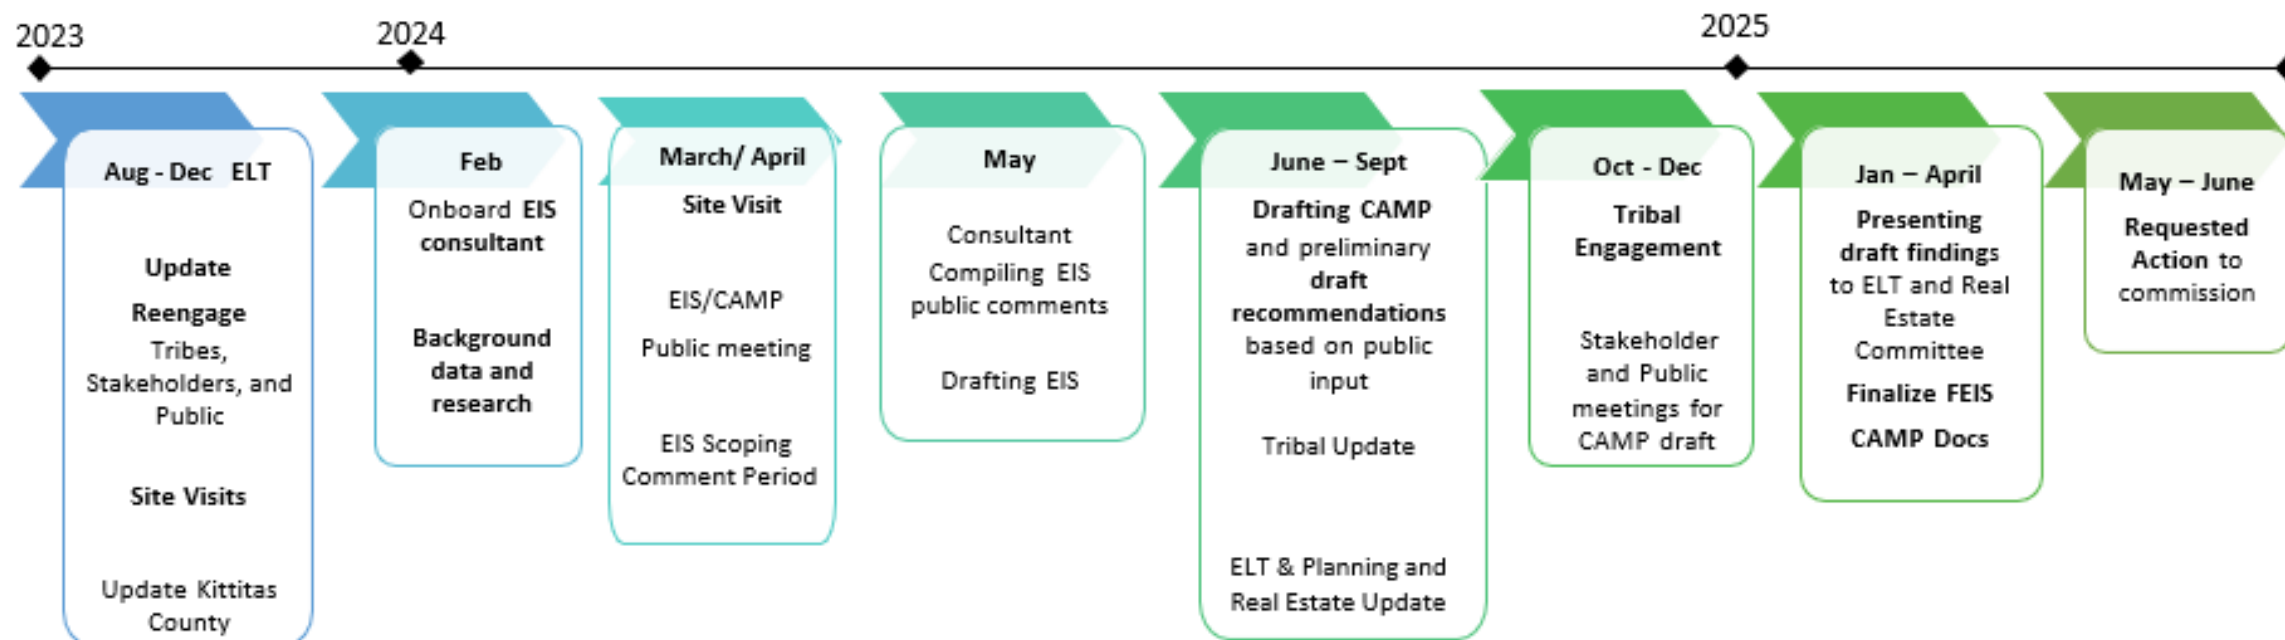 2023
2024
2025
Aug - Dec ELT
Update
Reengage
Tribes,
Stakeholders, and
Public
Site Visits
Update Kittitas
County
Feb
Onboard EIS
consultant
Background
data and
research
March/ April
Site Visit
EIS/CAMP
Public meeting
EIS Scoping
Comment Period
May
Consultant
Compiling EIS
public comments
Drafting EIS
June – Sept
Drafting CAMP
and preliminary
draft
recommendations
based on public
input
Tribal Update
ELT & Planning and
Real Estate Update
Oct - Dec
Tribal
Engagement
Stakeholder
and Public
meetings for
CAMP draft
Jan – April
Presenting
draft findings
to ELT and Real
Estate
Committee
Finalize FEIS
CAMP Docs
May – June
Requested
Action to
commission